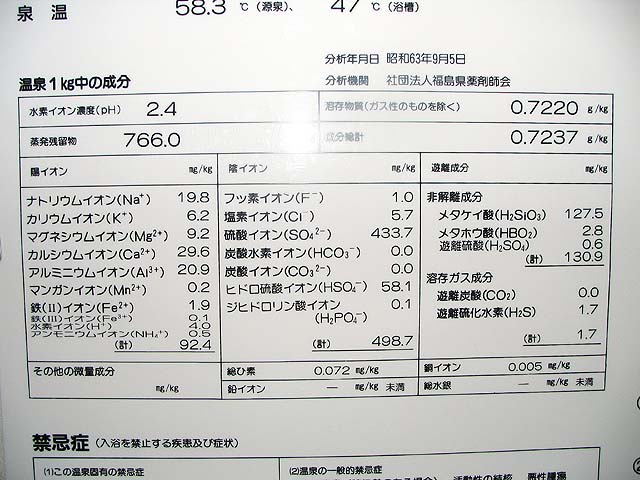 泉温 58.3 ℃ (源泉)、 47 ℃ (浴槽)
分析年月日 昭和63年9月5日
温泉1kg中の成分 分析機関 社団法人福島県薬剤師会
水素イオン濃度(pH) 2.4 溶存物質(ガス性のものを除く) 0.7220 g/kg
蒸発残留物 766.0 成分総計 0.7237 g/kg
陽イオン mg/kg 陰イオン mg/kg 遊離成分 mg/kg
ナトリウムイオン(Na⁺) 19.8
カリウムイオン(K⁺) 6.2
マグネシウムイオン(Mg²⁺) 9.2
カルシウムイオン(Ca²⁺) 29.6
アルミニウムイオン(Al³⁺) 20.9
マンガンイオン(Mn²⁺) 0.2
鉄(Ⅱ)イオン(Fe²⁺) 1.9
鉄(Ⅲ)イオン(Fe³⁺) 0.1
水素イオン(H⁺) 4.0
アンモニウムイオン(NH₄⁺) 0.5
(計) 92.4
フッ素イオン(F⁻) 1.0
塩素イオン(Cl⁻) 5.7
硫酸イオン(SO₄²⁻) 433.7
炭酸水素イオン(HCO₃⁻) 0.0
炭酸イオン(CO₃²⁻) 0.0
ヒドロ硫酸イオン(HSO₄⁻) 58.1
ジヒドロリン酸イオン 0.1
(H₂PO₄⁻)
(計) 498.7
非解離成分
メタケイ酸(H₂SiO₃) 127.5
メタホウ酸(HBO₂) 2.8
遊離硫酸(H₂SO₄) 0.6
(計) 130.9
溶存ガス成分
遊離炭酸(CO₂) 0.0
遊離硫化水素(H₂S) 1.7
(計) 1.7
その他の微量成分 総ひ素 0.072 mg/kg 銅イオン 0.005 mg/kg
mg/kg 鉛イオン — mg/kg 未満 総水銀 — mg/kg 未満
禁忌症 (入浴を禁止する疾患及び症状)
(1)この温泉固有の禁忌症 (2)温泉の一般的禁忌症